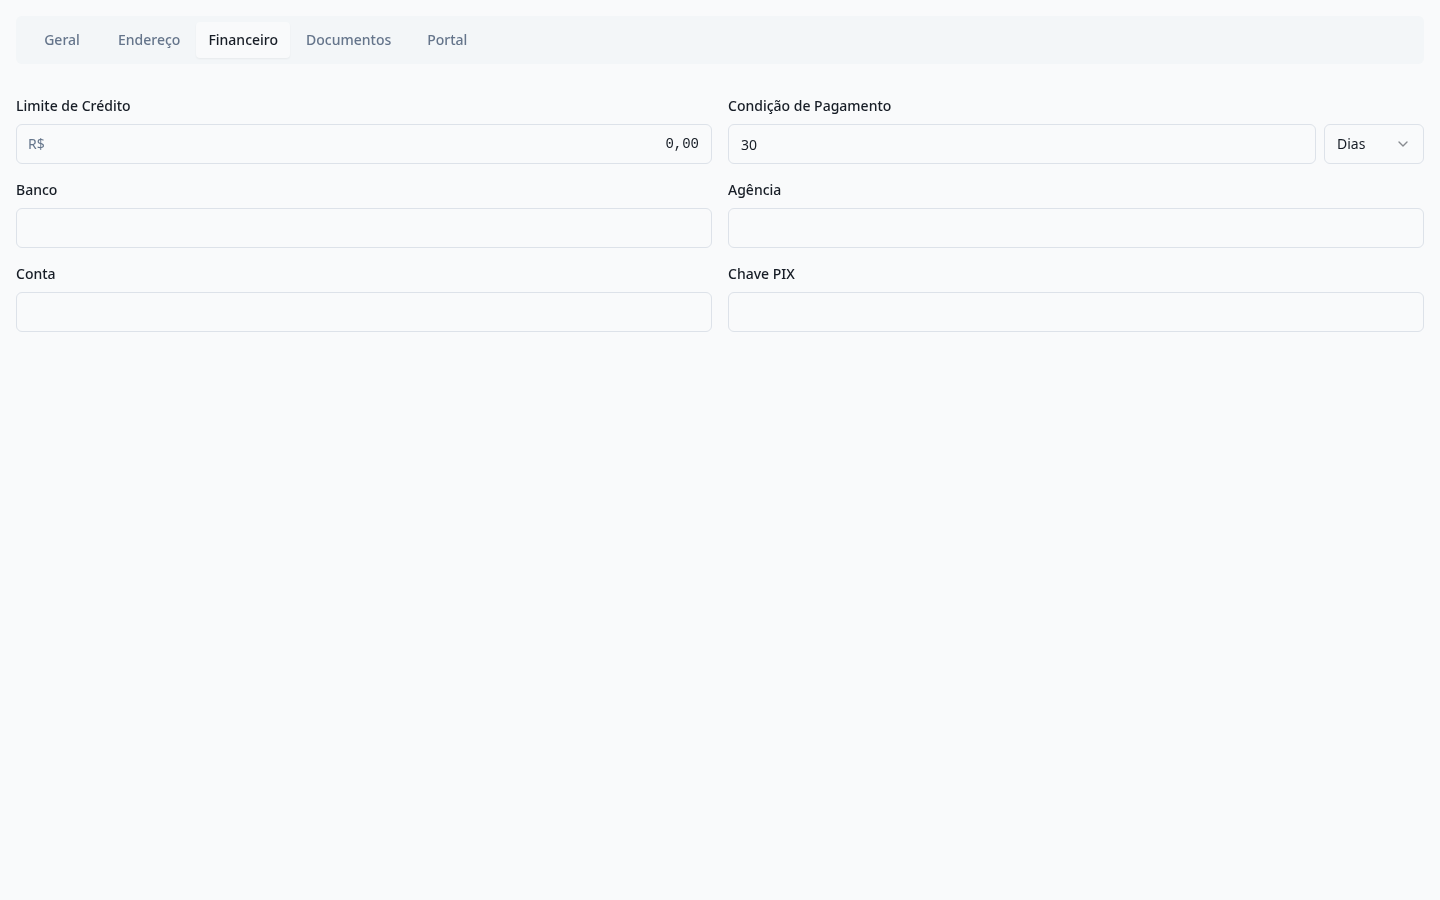 Geral Endereço Financeiro Documentos Portal
Limite de Crédito
R$ 0,00
Condição de Pagamento
30 Dias
Banco
Agência
Conta
Chave PIX